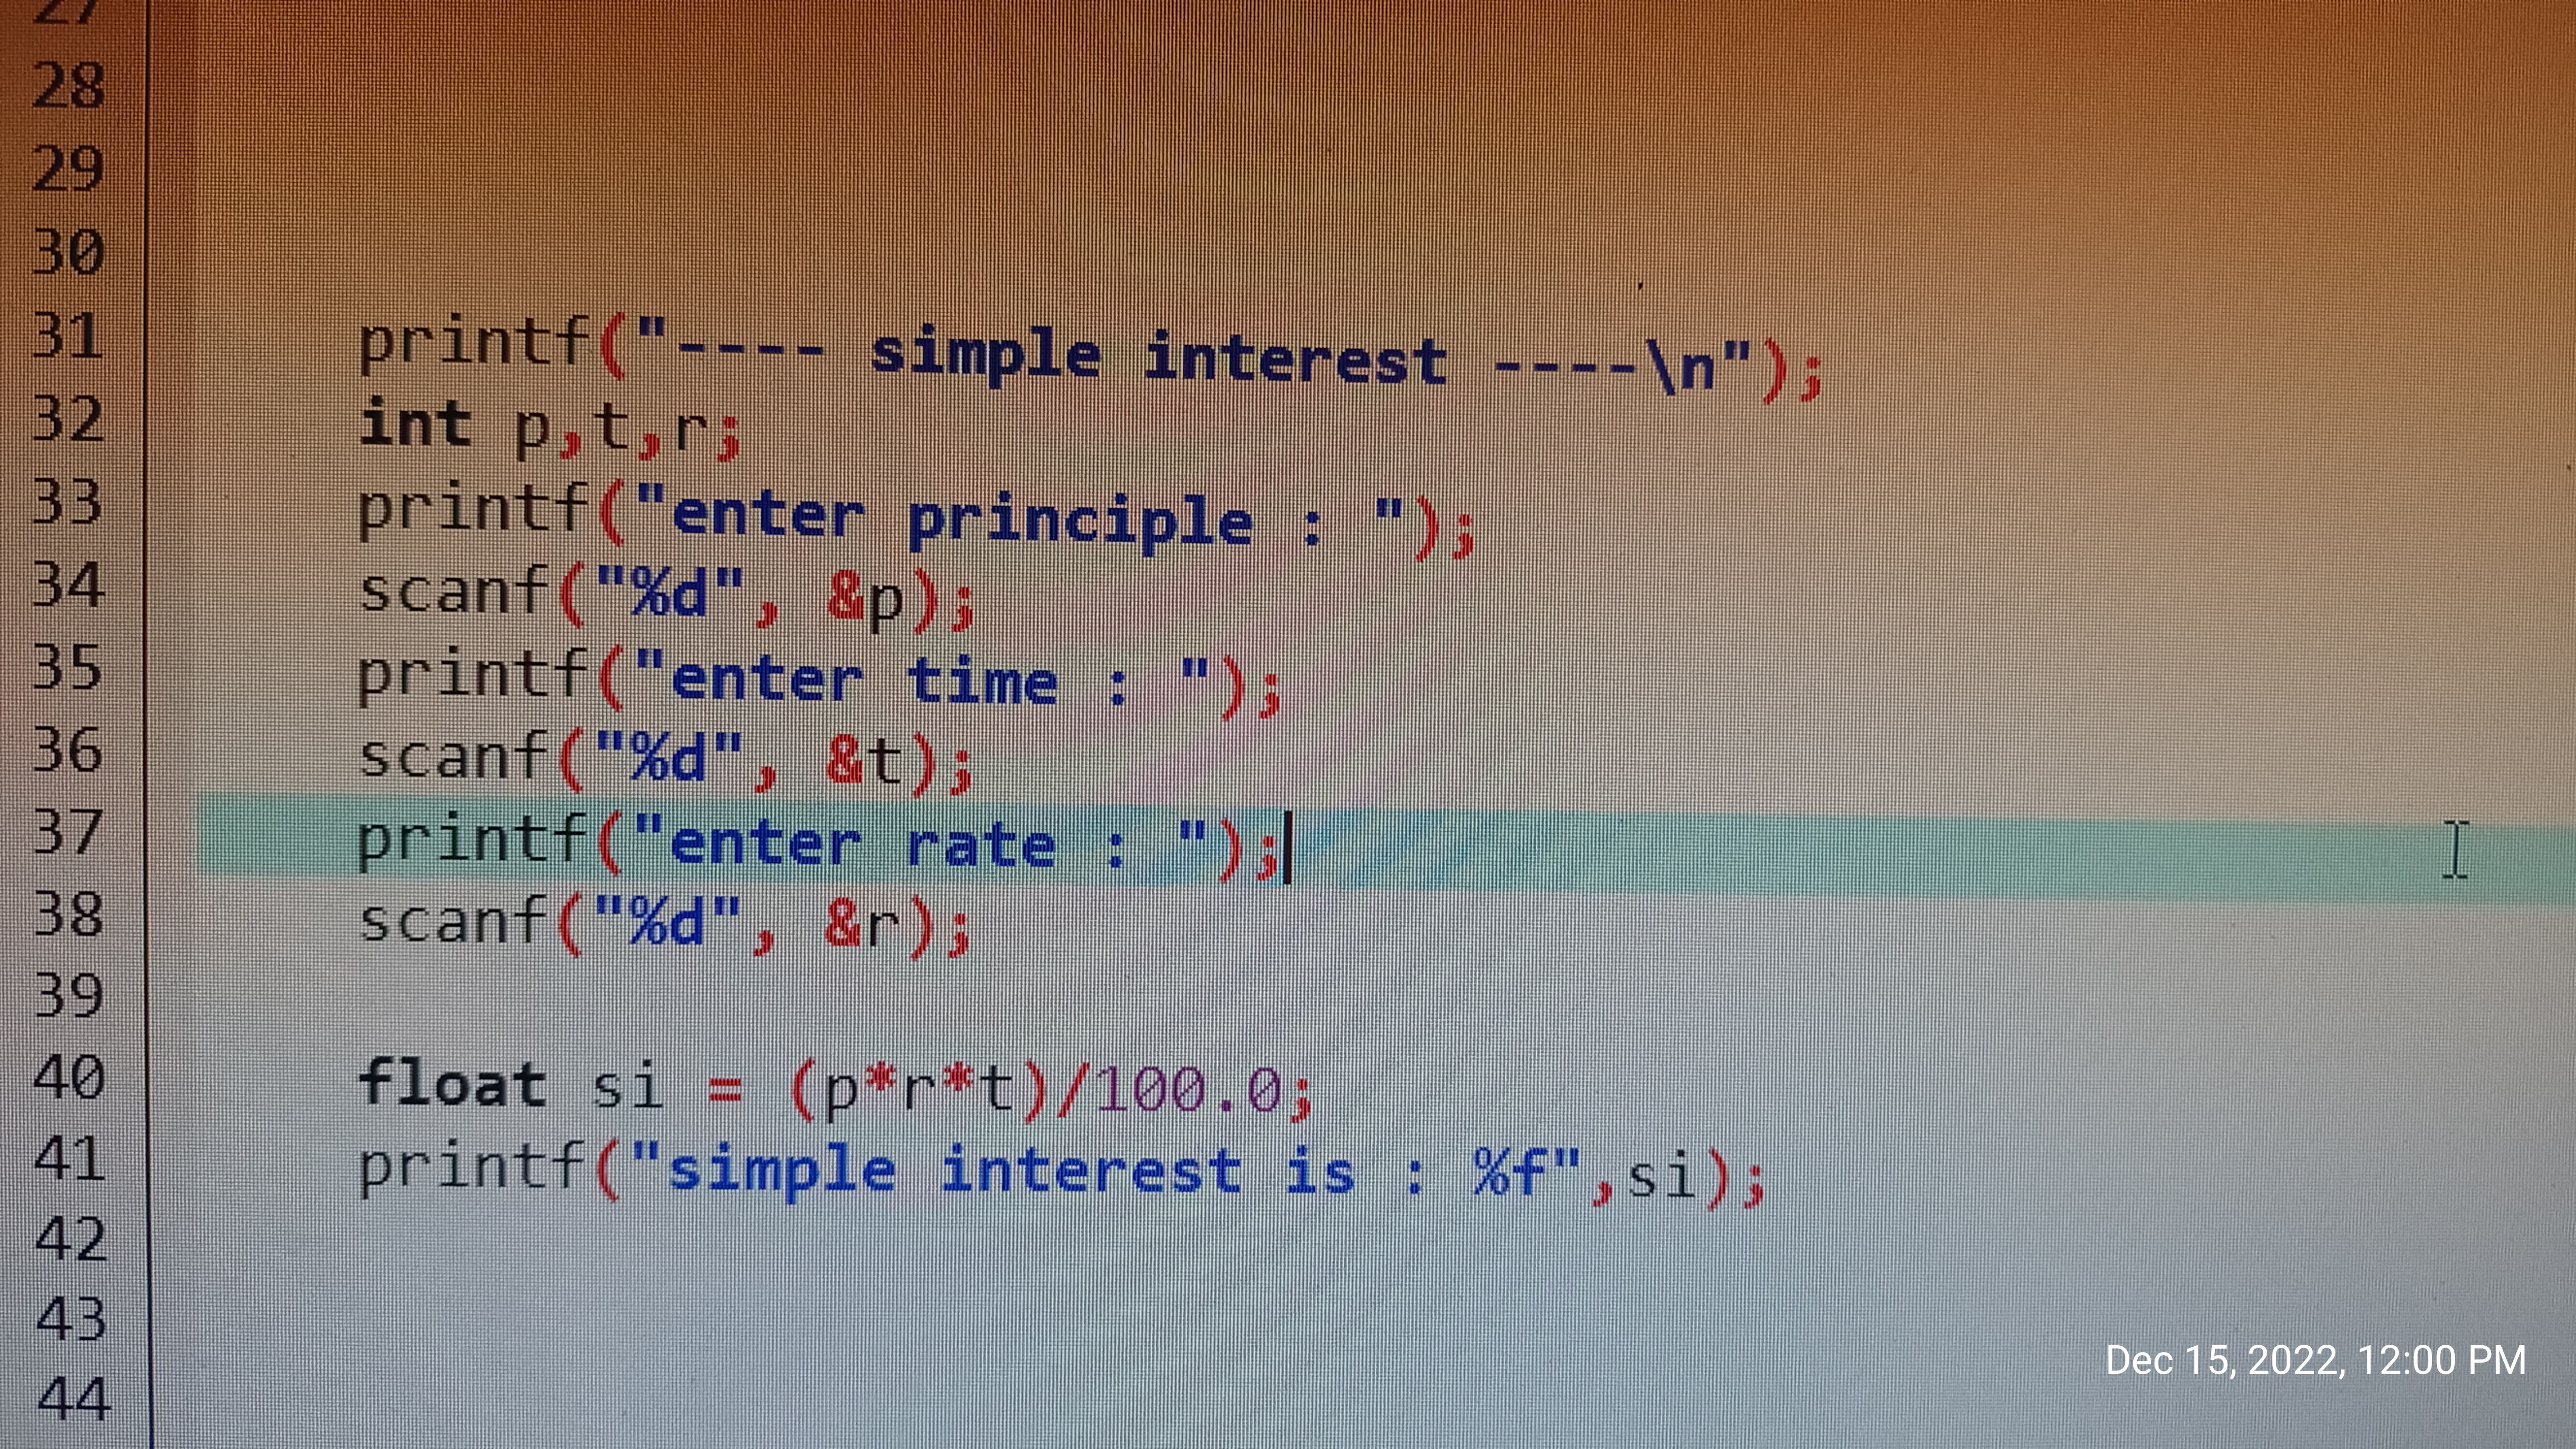 27
28
29
30
31 printf("---- simple interest ----\n");
32 int p,t,r;
33 printf("enter principle : ");
34 scanf("%d", &p);
35 printf("enter time : ");
36 scanf("%d", &t);
37 printf("enter rate : ");
38 scanf("%d", &r);
39
40 float si = (p*r*t)/100.0;
41 printf("simple interest is : %f",si);
42
43
44
Dec 15, 2022, 12:00 PM